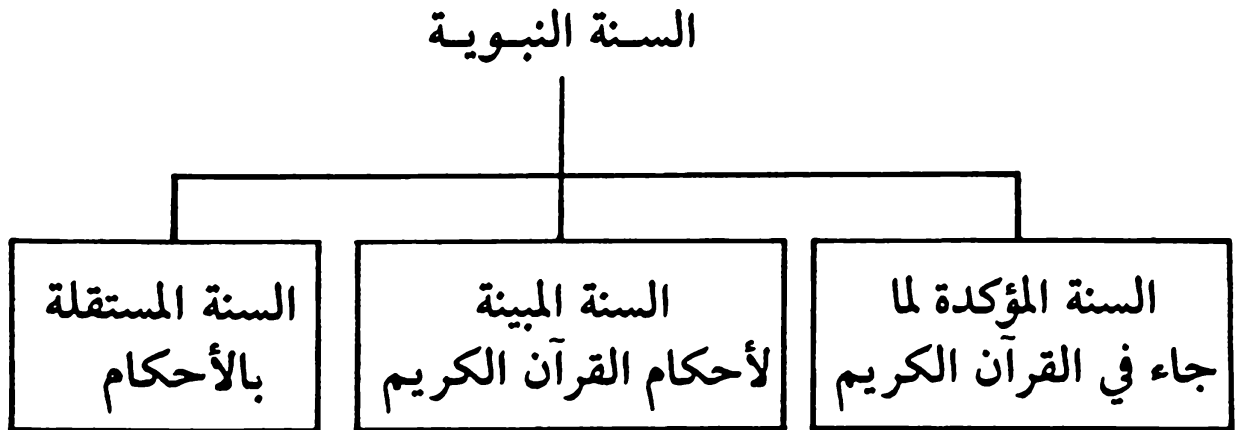 السنة النبوية
السنة المؤكدة لما
جاء في القرآن الكريم
السنة المبينة
لأحكام القرآن الكريم
السنة المستقلة
بالأحكام